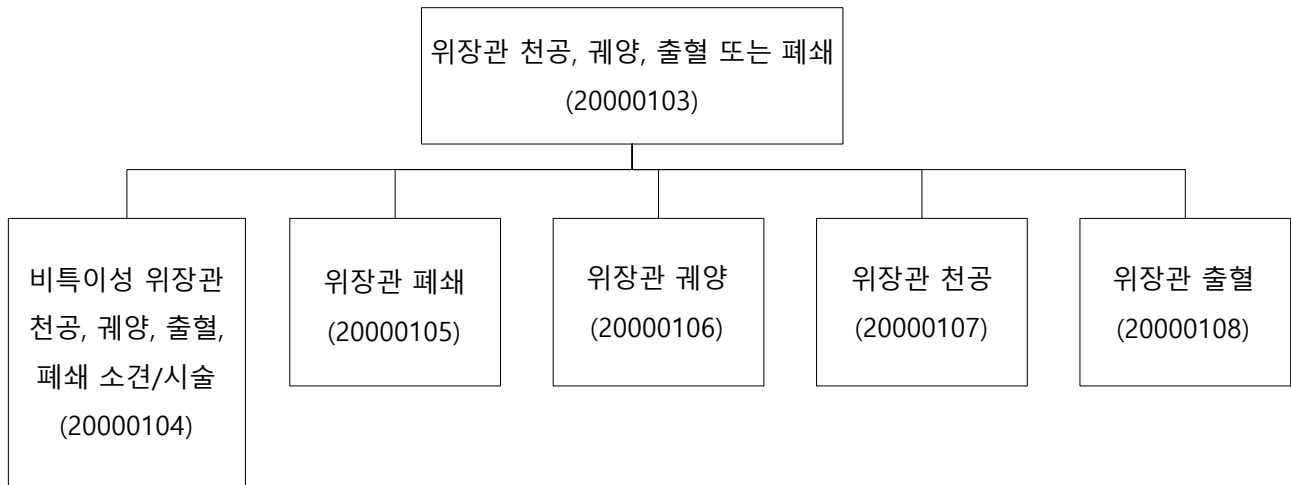 위장관 천공, 궤양, 출혈 또는 폐쇄
(20000103)
비특이성 위장관
천공, 궤양, 출혈,
폐쇄 소견/시술
(20000104)
위장관 폐쇄
(20000105)
위장관 궤양
(20000106)
위장관 천공
(20000107)
위장관 출혈
(20000108)